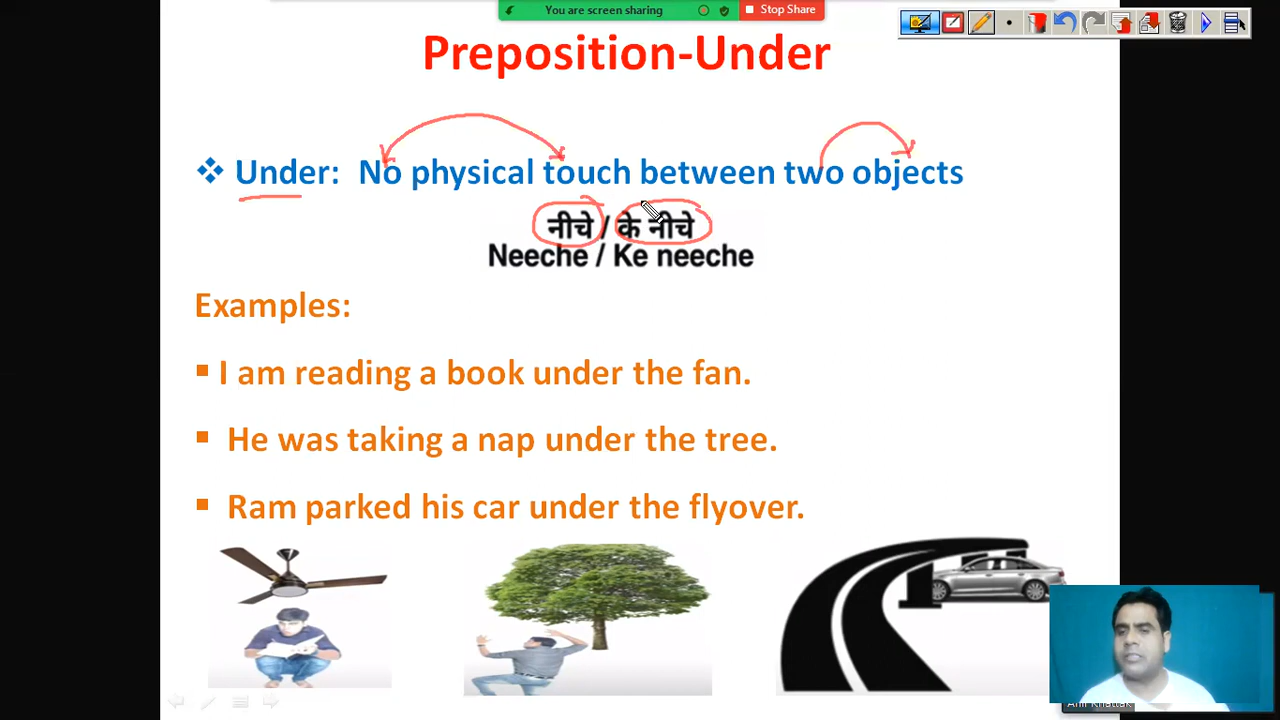 You are screen sharing
Stop Share
Preposition-Under
❖ Under: No physical touch between two objects
नीचे / के नीचे
Neeche / Ke neeche
Examples:
▪ I am reading a book under the fan.
▪ He was taking a nap under the tree.
▪ Ram parked his car under the flyover.